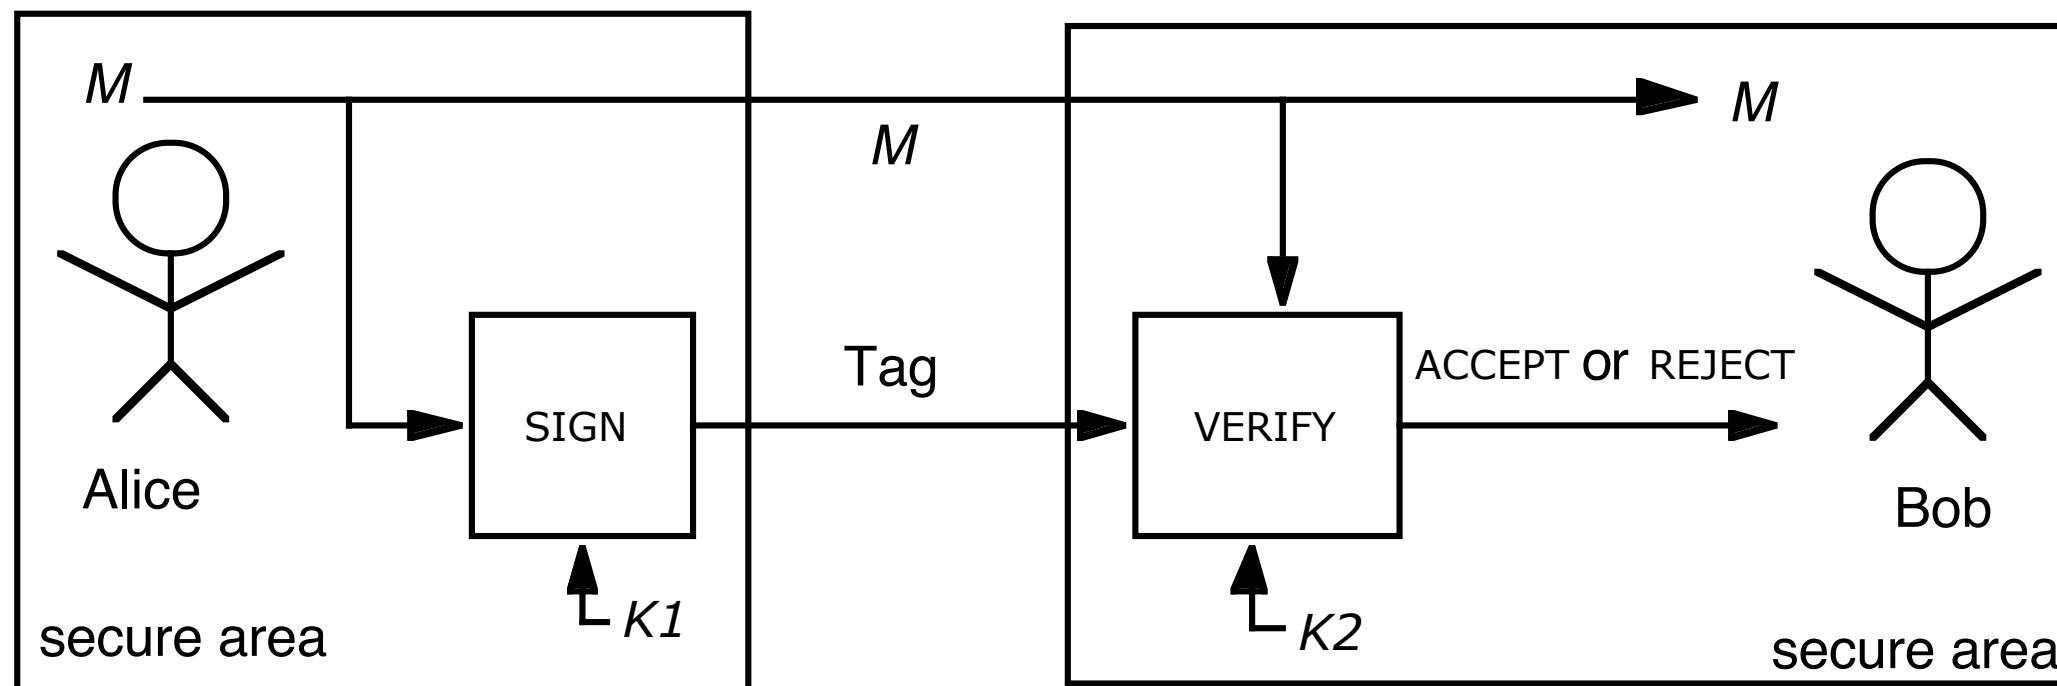 M
M
M
Tag
ACCEPT or REJECT
SIGN
VERIFY
Alice
Bob
K1
K2
secure area
secure area